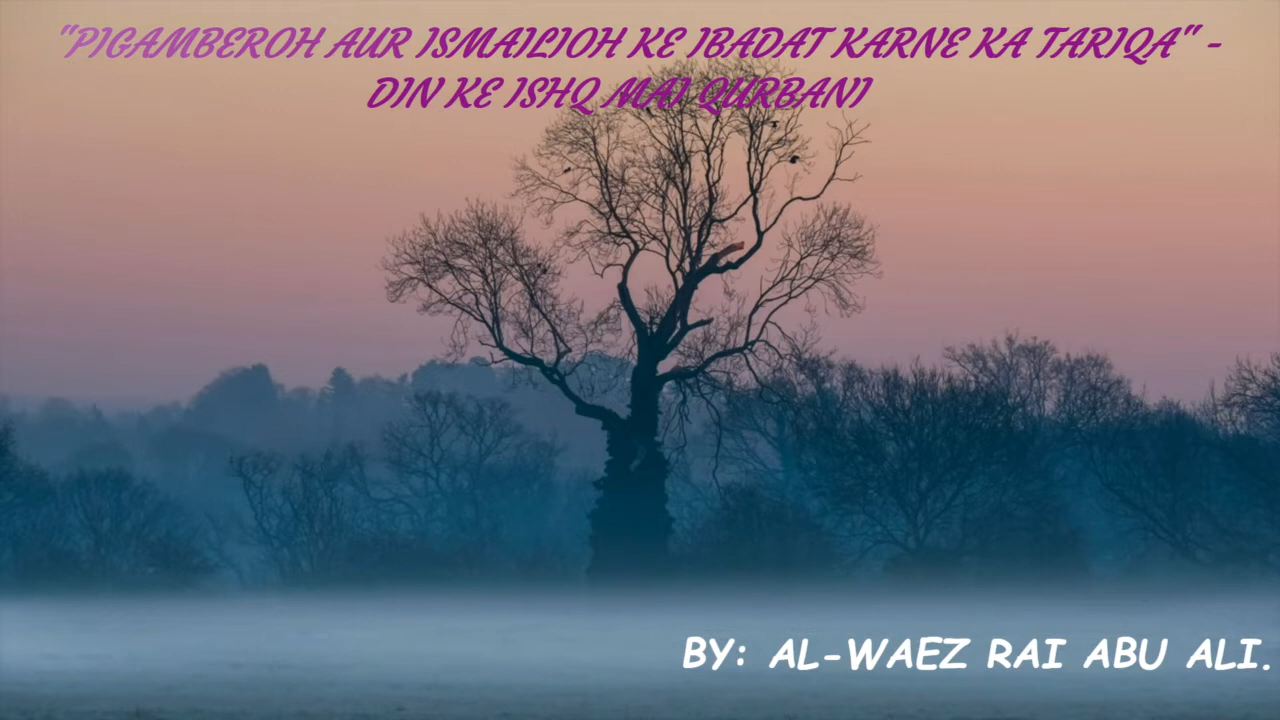 "PIGAMBEROH AUR ISMAILIOH KE IBADAT KARNE KA TARIQA" -
DIN KE ISHQ MAI QURBANI
BY: AL-WAEZ RAI ABU ALI.